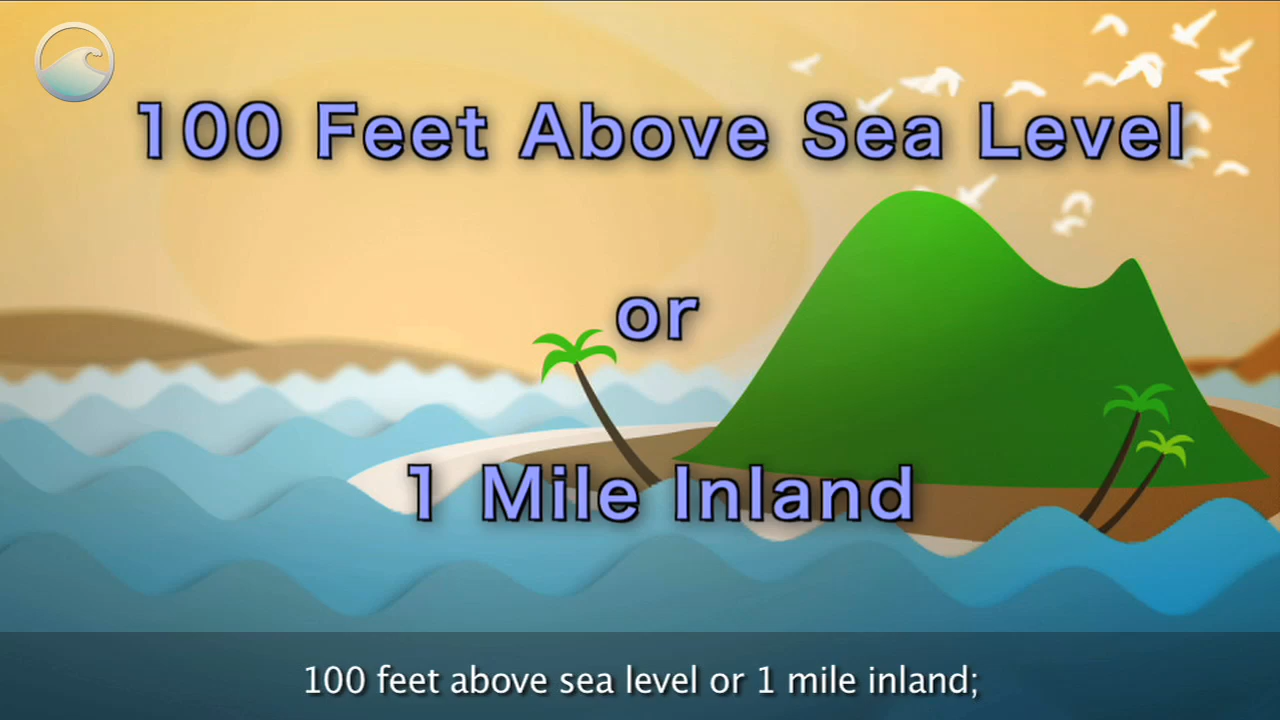 100 Feet Above Sea Level
or
1 Mile Inland
100 feet above sea level or 1 mile inland;